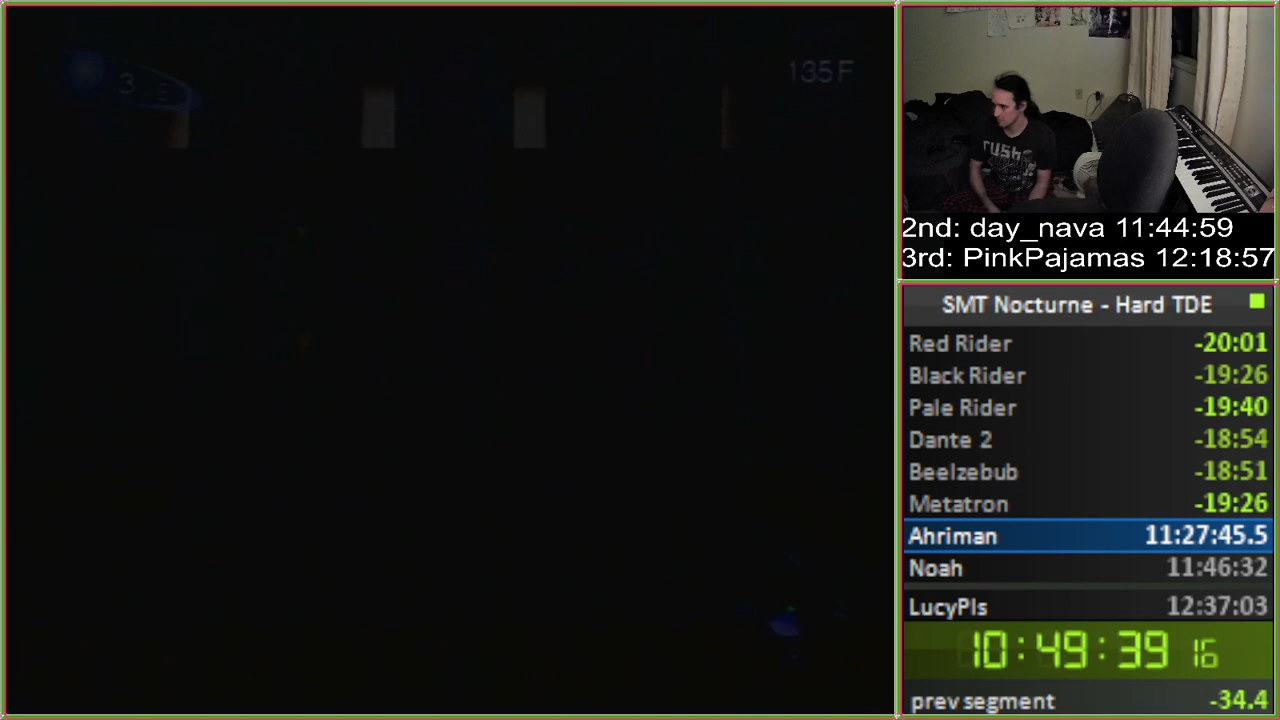 3 E
135F
rush
2nd: day_nava 11:44:59
3rd: PinkPajamas 12:18:57
SMT Nocturne - Hard TDE
Red Rider -20:01
Black Rider -19:26
Pale Rider -19:40
Dante 2 -18:54
Beelzebub -18:51
Metatron -19:26
Ahriman 11:27:45.5
Noah 11:46:32
LucyPls 12:37:03
10:49:39 16
prev segment -34.4